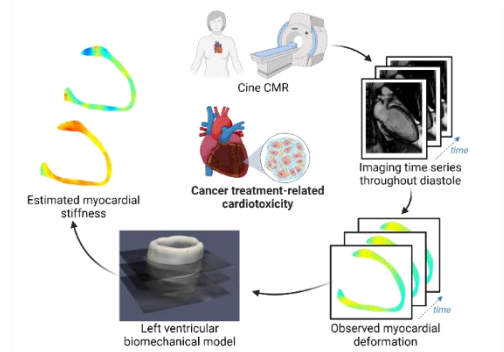 Cine CMR
time
Imaging time series
throughout diastole
Cancer treatment-related
cardiotoxicity
Estimated myocardial
stiffness
time
Left ventricular
biomechanical model
Observed myocardial
deformation